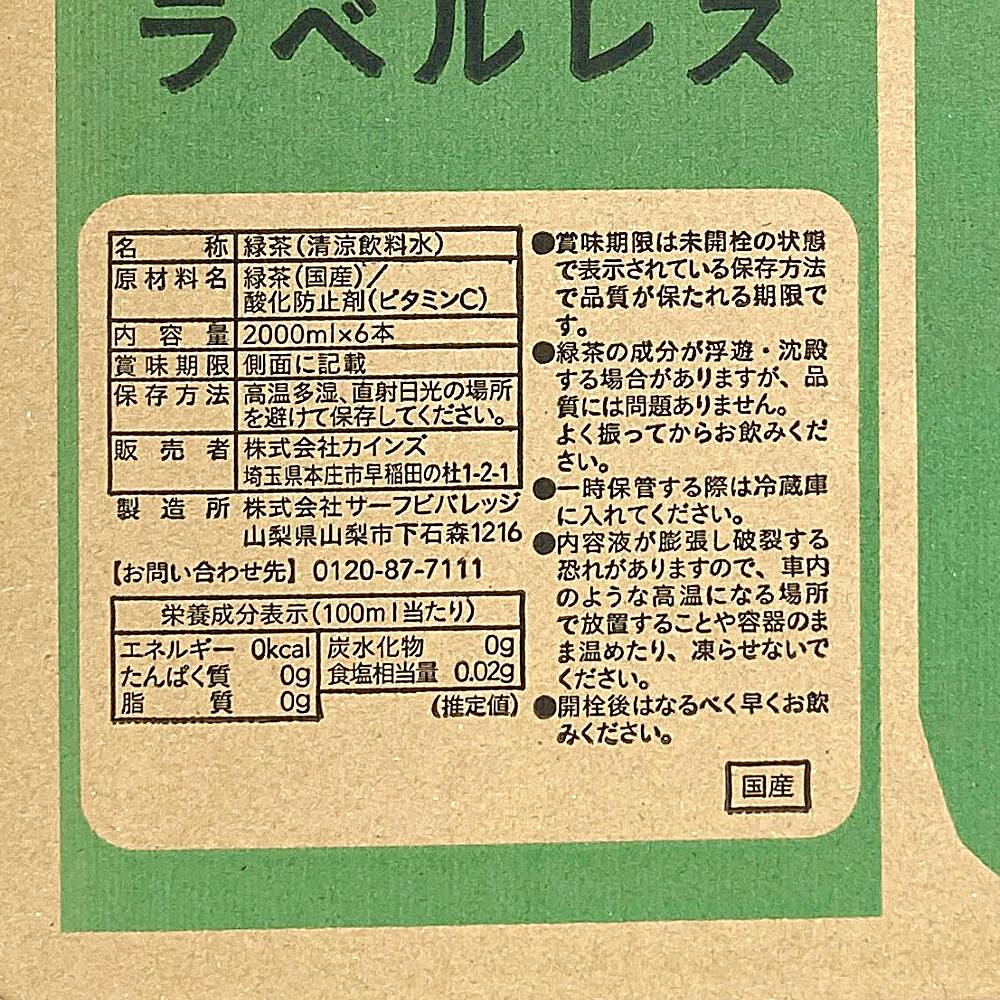 ラベルレス
名称 緑茶(清涼飲料水)
原材料名 緑茶(国産)/
酸化防止剤(ビタミンC)
内容量 2000ml×6本
賞味期限 側面に記載
保存方法 高温多湿、直射日光の場所
を避けて保存してください。
販売者 株式会社カインズ
埼玉県本庄市早稲田の杜1-2-1
製造所 株式会社サーフビバレッジ
山梨県山梨市下石森1216
【お問い合わせ先】 0120-87-7111
栄養成分表示(100ml当たり)
エネルギー 0kcal
たんぱく質 0g
脂質 0g
炭水化物 0g
食塩相当量 0.02g
(推定値)
●賞味期限は未開栓の状態
で表示されている保存方法
で品質が保たれる期限で
す。
●緑茶の成分が浮遊・沈殿
する場合がありますが、品
質には問題ありません。
よく振ってからお飲みくだ
さい。
●一時保管する際は冷蔵庫
に入れてください。
●内容液が膨張し破裂する
恐れがありますので、車内
のような高温になる場所
で放置することや容器のま
ま温めたり、凍らせないで
ください。
●開栓後はなるべく早くお飲
みください。
国産